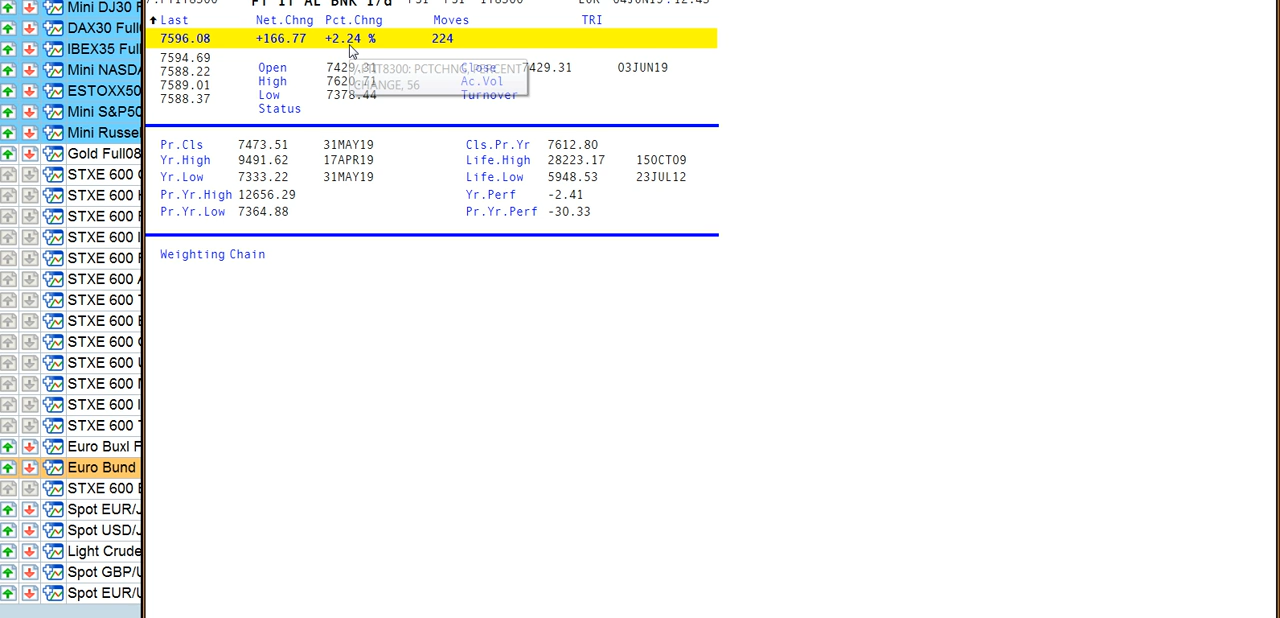 Mini DJ30 F
DAX30 Full
IBEX35 Full
Mini NASDA
ESTOXX50
Mini S&P50
Mini Russel
Gold Full08
STXE 600
STXE 600
STXE 600 F
STXE 600 I
STXE 600 F
STXE 600 A
STXE 600 T
STXE 600
STXE 600
STXE 600
STXE 600
STXE 600 I
STXE 600 T
Euro Buxl F
Euro Bund
STXE 600
Spot EUR/J
Spot USD/J
Light Crude
Spot GBP/U
Spot EUR/U
FT IT AL BNK I/d
04JUN19
Last Net.Chng Pct.Chng Moves TRI
7596.08 +166.77 +2.24 % 224
7594.69
7588.22
7589.01
7588.37
Open 7429.31 Close 7429.31 03JUN19
High 7620.71 Ac.Vol
Low 7378.44 Turnover
Status
PCTCHNG, PERCENT
CHANGE, 56
Pr.Cls 7473.51 31MAY19 Cls.Pr.Yr 7612.80
Yr.High 9491.62 17APR19 Life.High 28223.17 15OCT09
Yr.Low 7333.22 31MAY19 Life.Low 5948.53 23JUL12
Pr.Yr.High 12656.29 Yr.Perf -2.41
Pr.Yr.Low 7364.88 Pr.Yr.Perf -30.33
Weighting Chain